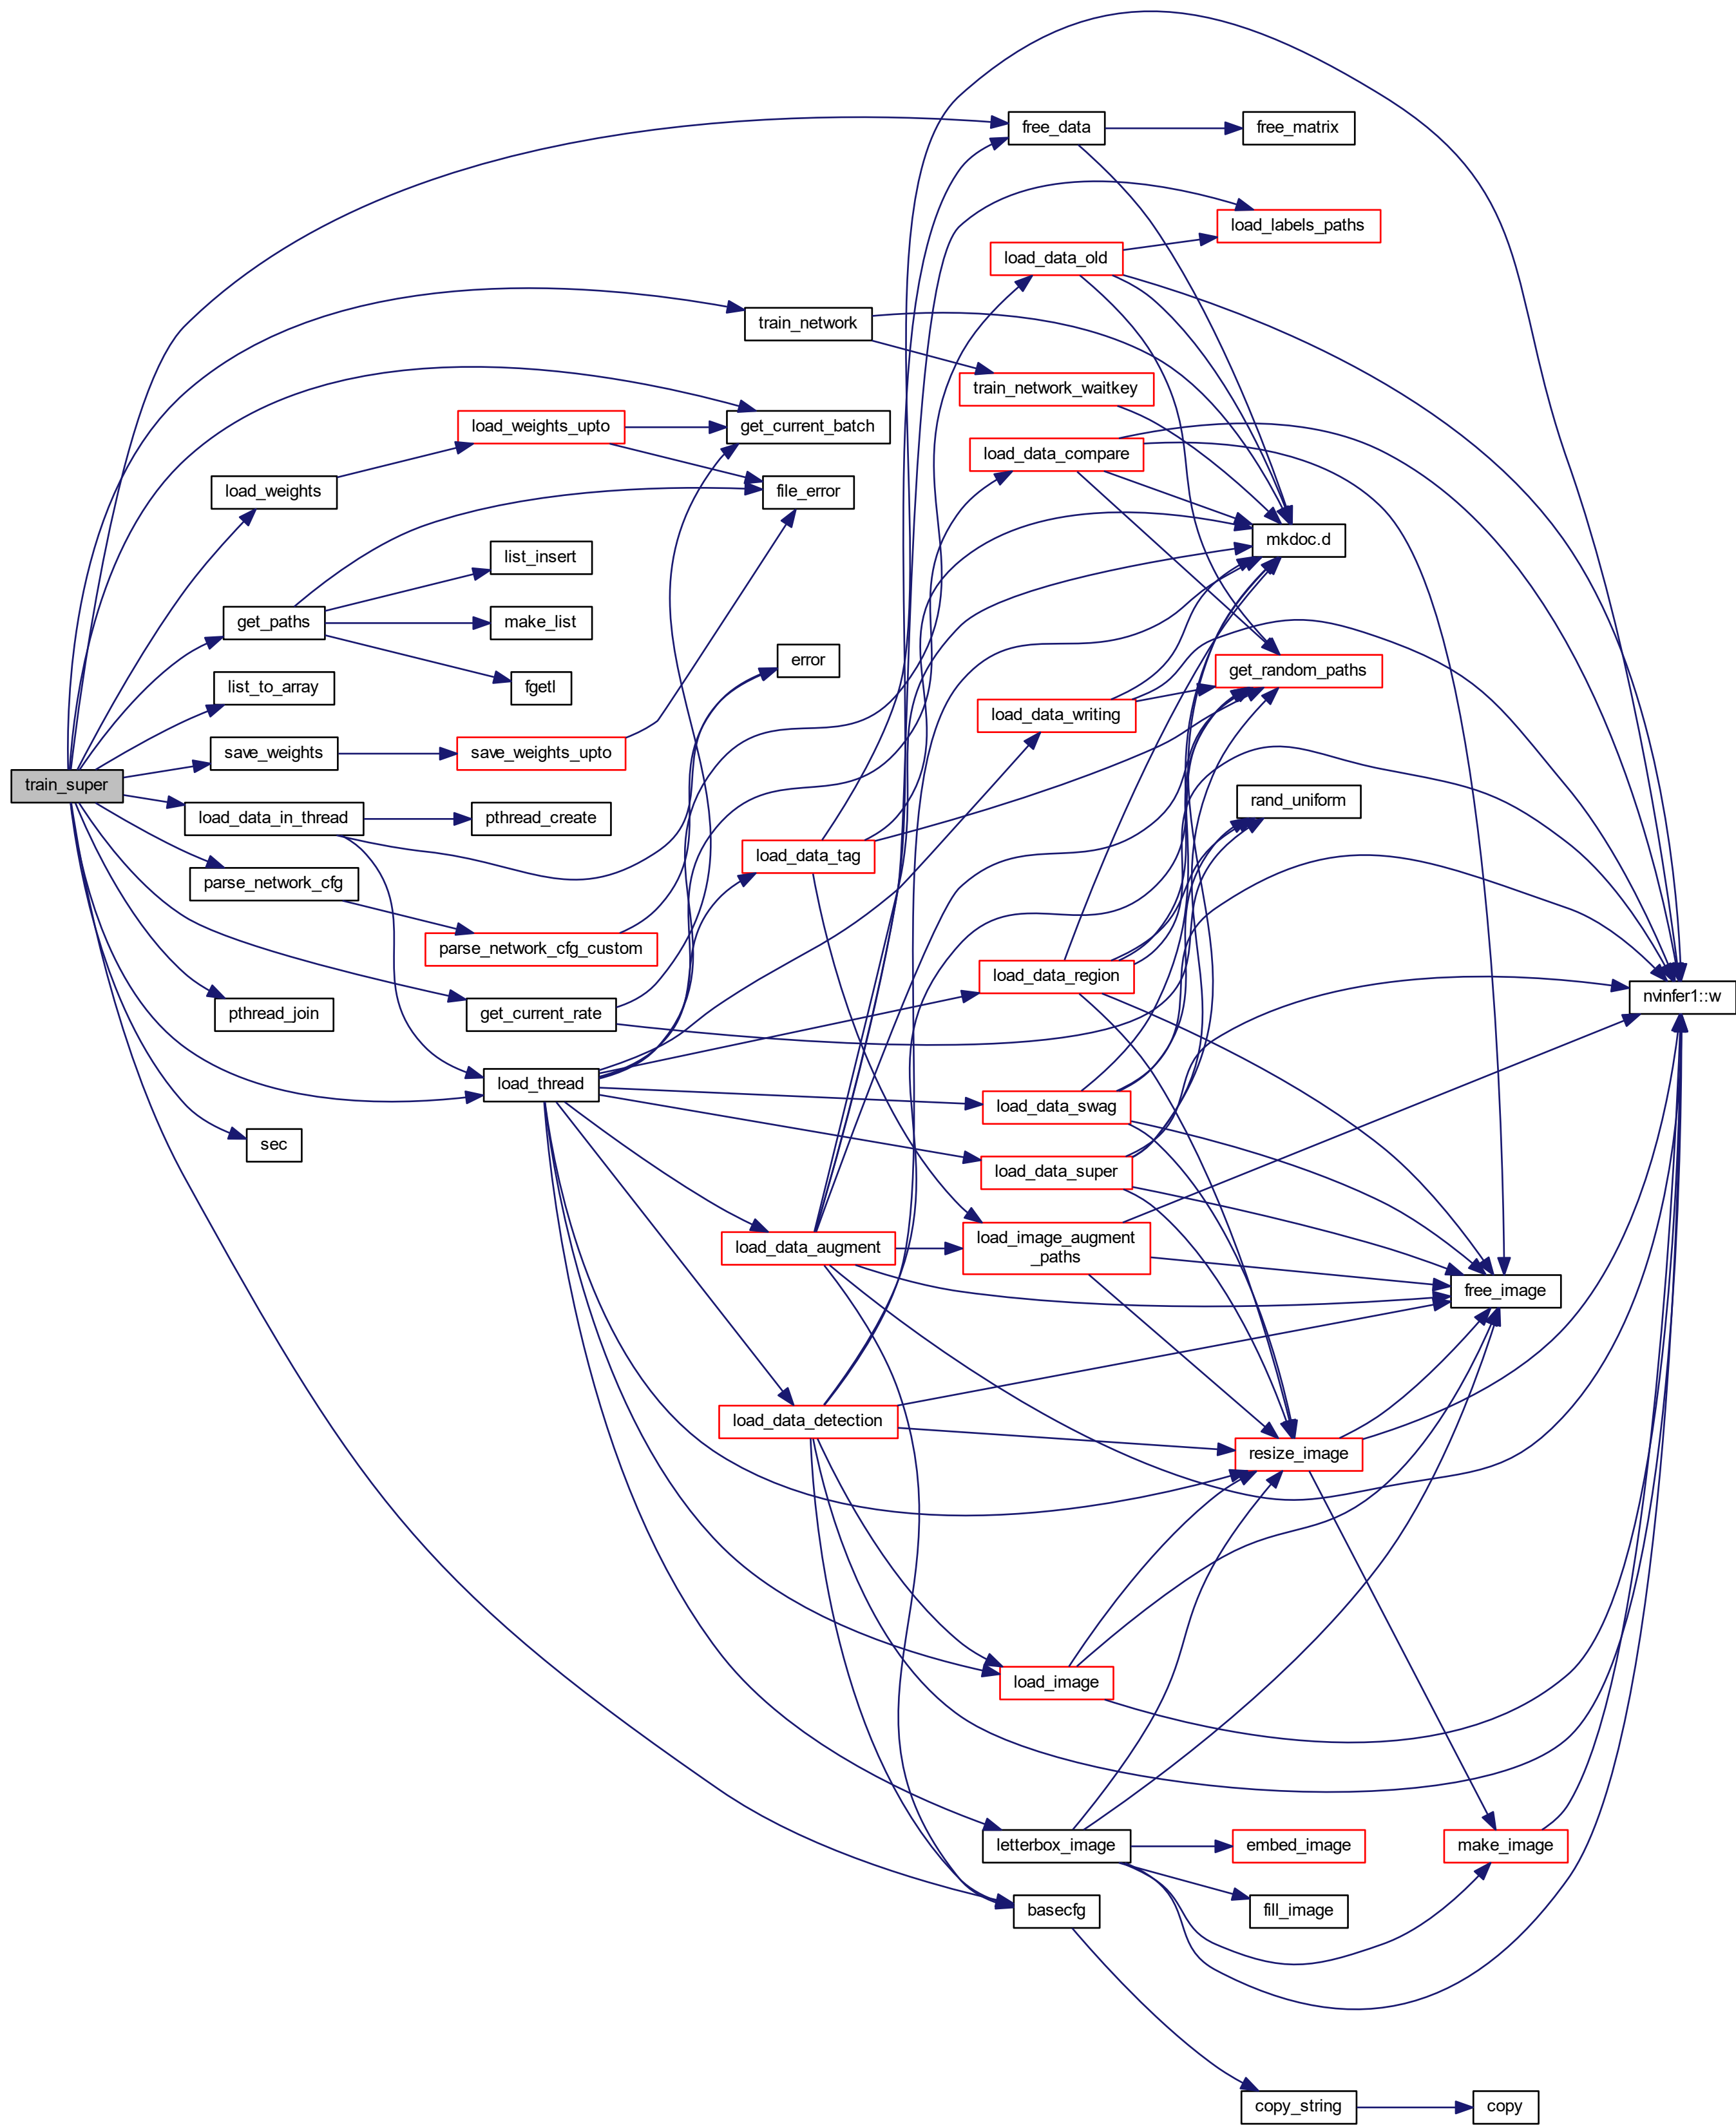 free_data
free_matrix
load_labels_paths
load_data_old
train_network
train_network_waitkey
load_weights_upto
get_current_batch
load_data_compare
load_weights
file_error
mkdoc.d
list_insert
get_paths
make_list
error
get_random_paths
list_to_array
fgetl
load_data_writing
save_weights
save_weights_upto
train_super
rand_uniform
load_data_in_thread
pthread_create
load_data_tag
parse_network_cfg
parse_network_cfg_custom
load_data_region
nvinfer1::w
pthread_join
get_current_rate
load_thread
load_data_swag
sec
load_data_super
load_data_augment
load_image_augment
_paths
free_image
load_data_detection
resize_image
load_image
letterbox_image
embed_image
make_image
basecfg
fill_image
copy_string
copy